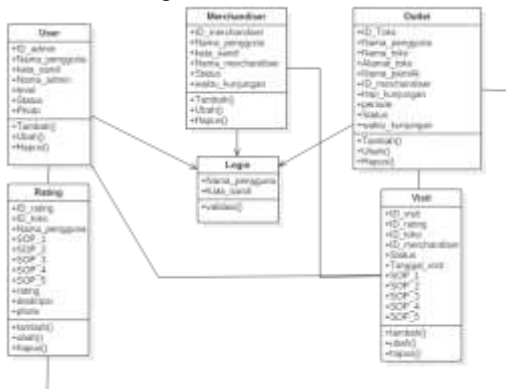 User
+ID_admin
+Nama_pengguna
+kata_sandi
+Nama_admin
+level
+Status
+Photo
+Tambah()
+Ubah()
+Hapus()
Merchandiser
+ID_merchandiser
+Nama_pengguna
+kata_sandi
+Nama_merchandiser
+Status
+waktu_kunjungan
+Tambah()
+Ubah()
+Hapus()
Outlet
+ID_Toko
+Nama_pengguna
+Nama_toko
+Alamat_toko
+Nama_pemilik
+ID_merchandiser
+Hari_kunjungan
+periode
+Status
+waktu_kunjungan
+Tambah()
+Ubah()
+Hapus()
Login
+Nama_pengguna
+Kata_sandi
+validasi()
Rating
+ID_rating
+ID_toko
+Nama_pengguna
+SOP_1
+SOP_2
+SOP_3
+SOP_4
+SOP_5
+rating
+deskripsi
+photo
+tambah()
+ubah()
+hapus()
Visit
+ID_visit
+ID_rating
+ID_toko
+ID_merchandiser
+Status
+Tanggal_visit
+SOP_1
+SOP_2
+SOP_3
+SOP_4
+SOP_5
+tambah()
+ubah()
+hapus()